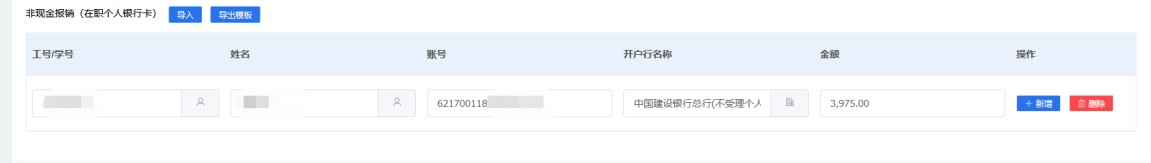 非现金报销（在职个人银行卡） 导入 导出模板
工号/学号 姓名 账号 开户行名称 金额 操作
621700118 中国建设银行总行(不受理个人 3,975.00 + 新增 删除